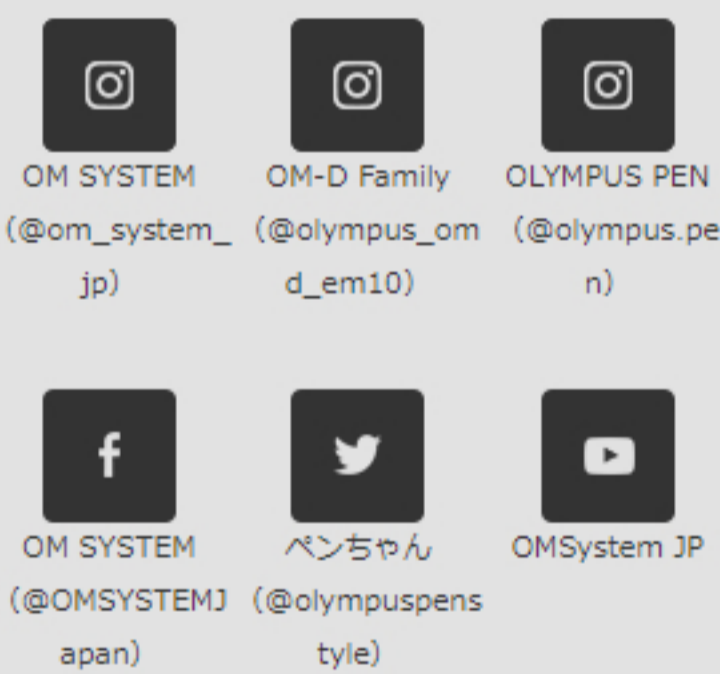 OM SYSTEM
（@om_system_
jp）
OM-D Family
（@olympus_om
d_em10）
OLYMPUS PEN
（@olympus.pe
n）
OM SYSTEM
（@OMSYSTEMJ
apan）
ペンちゃん
（@olympuspens
tyle）
OMSystem JP